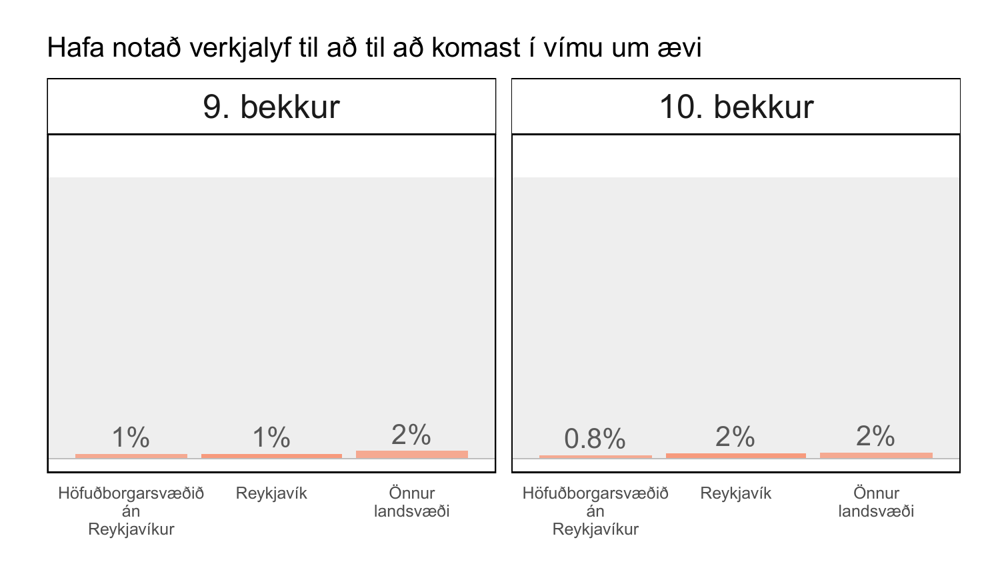 Hafa notað verkjalyf til að til að komast í vímu um ævi
9. bekkur
1%
1%
2%
Höfuðborgarsvæðið
án
Reykjavíkur
Reykjavík
Önnur
landsvæði
10. bekkur
0.8%
2%
2%
Höfuðborgarsvæðið
án
Reykjavíkur
Reykjavík
Önnur
landsvæði